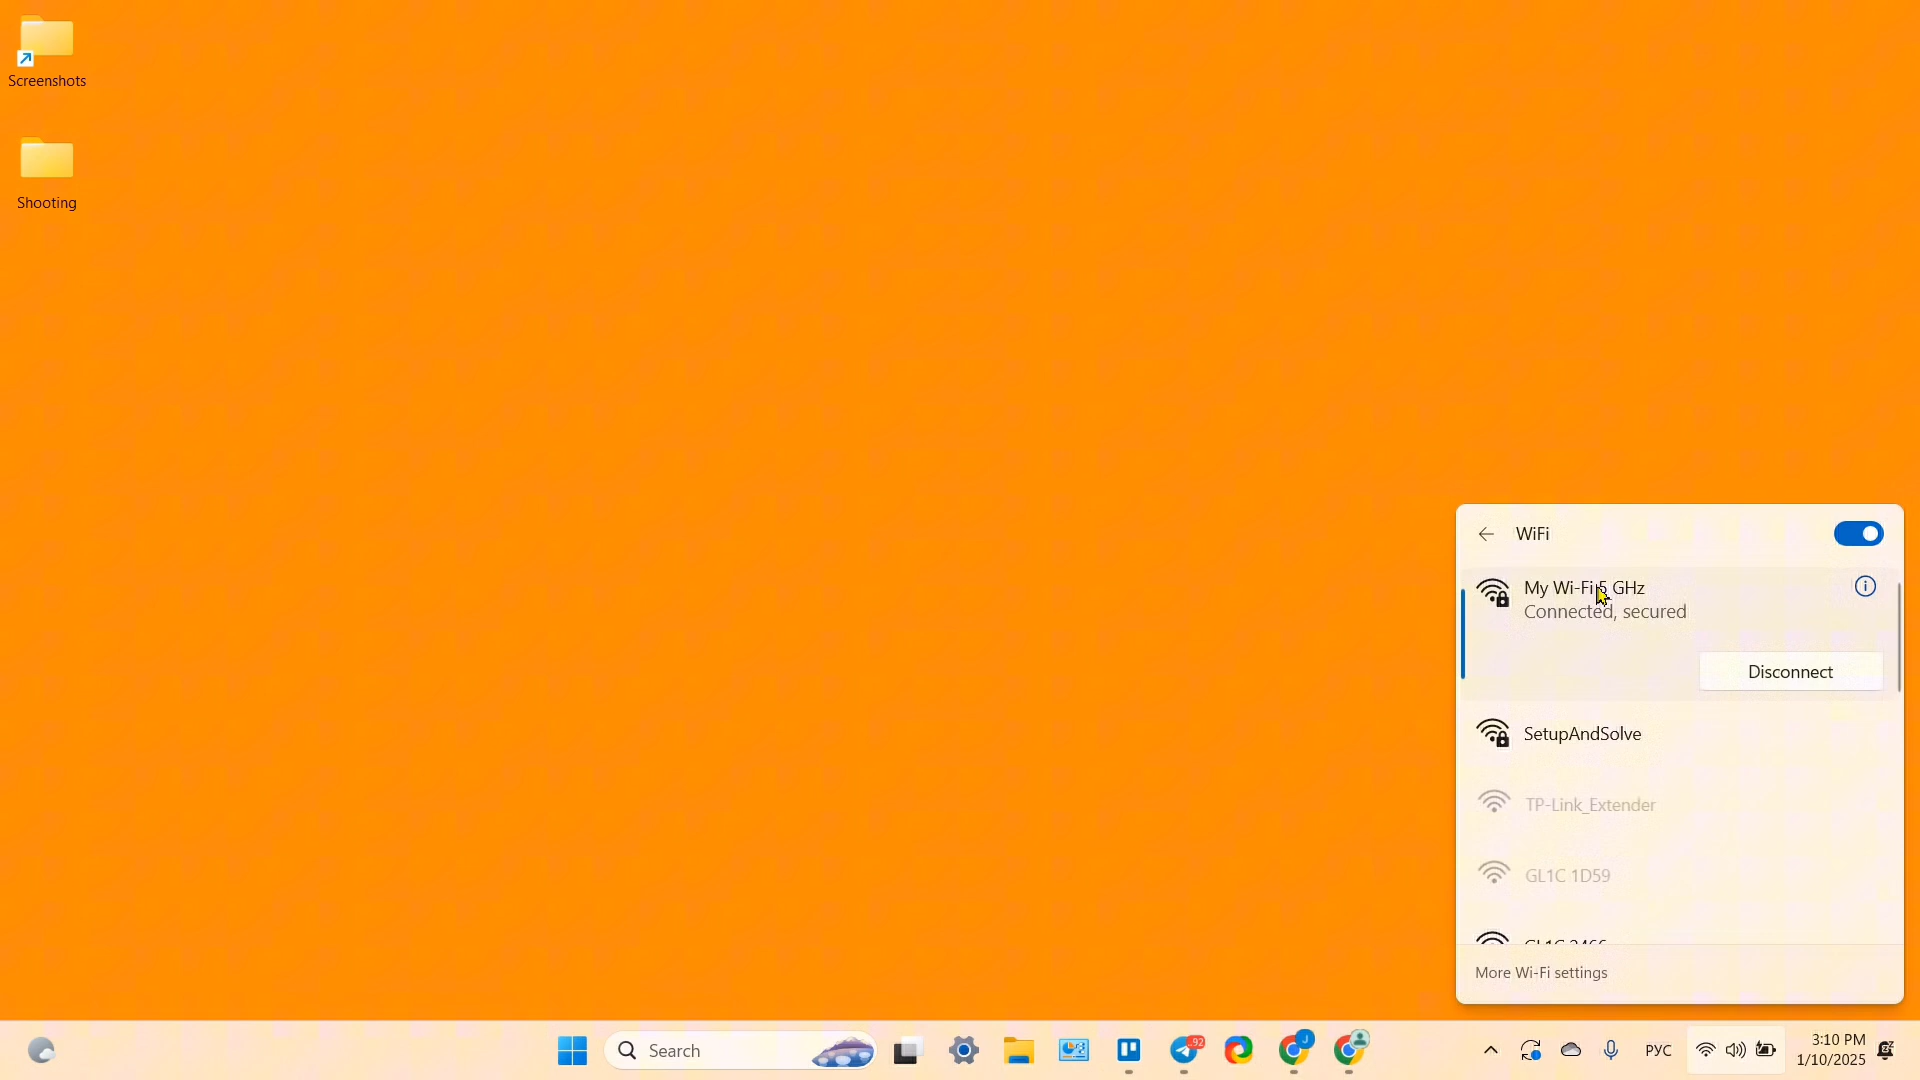 Screenshots
Shooting
WiFi
My Wi-Fi 5 GHz
Connected, secured
Disconnect
SetupAndSolve
TP-Link_Extender
GL1C 1D59
More Wi-Fi settings
Search
92
J
РУС
3:10 PM
1/10/2025